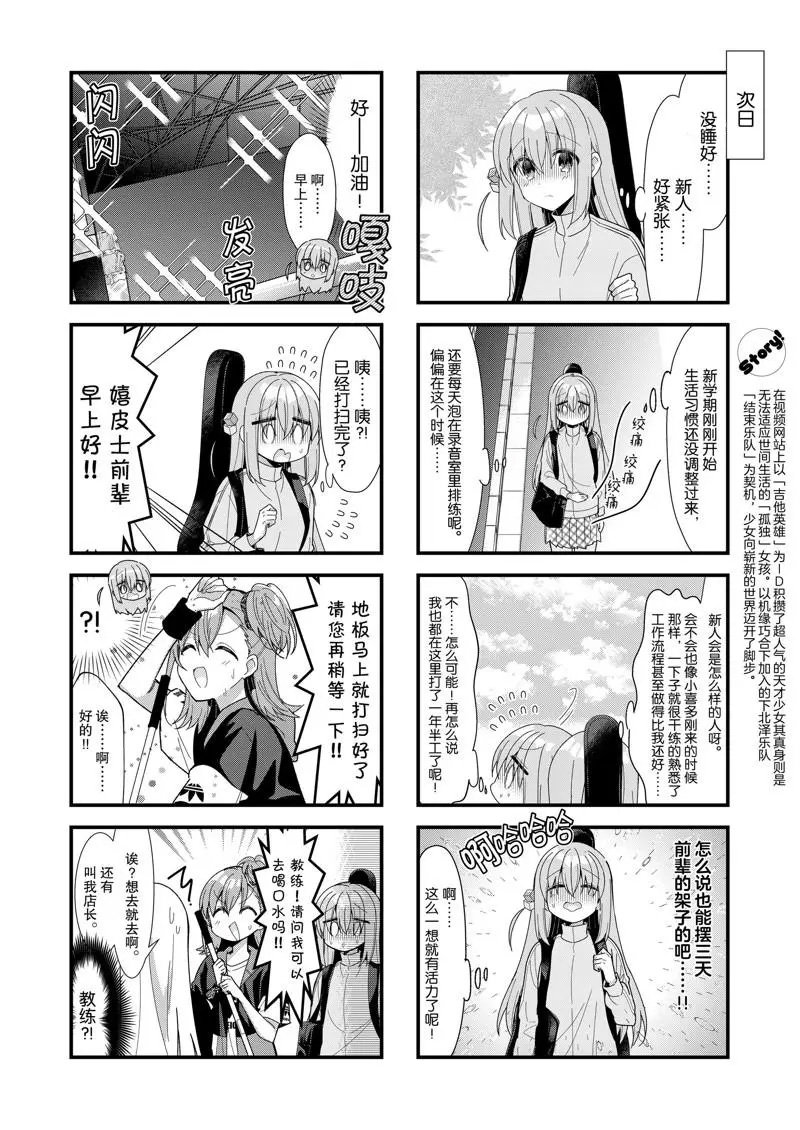 次日
没睡好……
新人……
好紧张……
新学期刚刚开始
生活习惯还没调整过来，
还要每天泡在录音室里排练呢。
偏偏在这个时候……
绞痛
绞痛
绞痛
新人会是怎么样的人呀。
会不会也像小喜多刚来的时候
那样，一下子就很干练的熟悉了
工作流程甚至做得比我还好……
不……怎么可能！再怎么说
我也都在这里打了一年半工了呢！
怎么说也能摆三天
前辈的架子的吧……!!
啊哈哈哈哈
啊……
这么一想就有活力了呢！
Story!
在视频网站上以「吉他英雄」为ID积攒了超人气的天才少女其真身则是
无法适应世间生活的「孤独」女孩。以机缘巧合下加入的下北泽乐队
「结束乐队」为契机，少女向崭新的世界迈开了脚步。
好——加油！
啊……
早上……
嘎吱
闪闪
发亮
咦……咦?!
已经打扫完了？
嬉皮士前辈
早上好!!
地板马上就打扫好了
请您再稍等一下!!
?!
诶……啊……
好的!!
教练！请问我可以
去喝口水吗!!
诶？想去就去啊。
还有
叫我店长。
教练?!